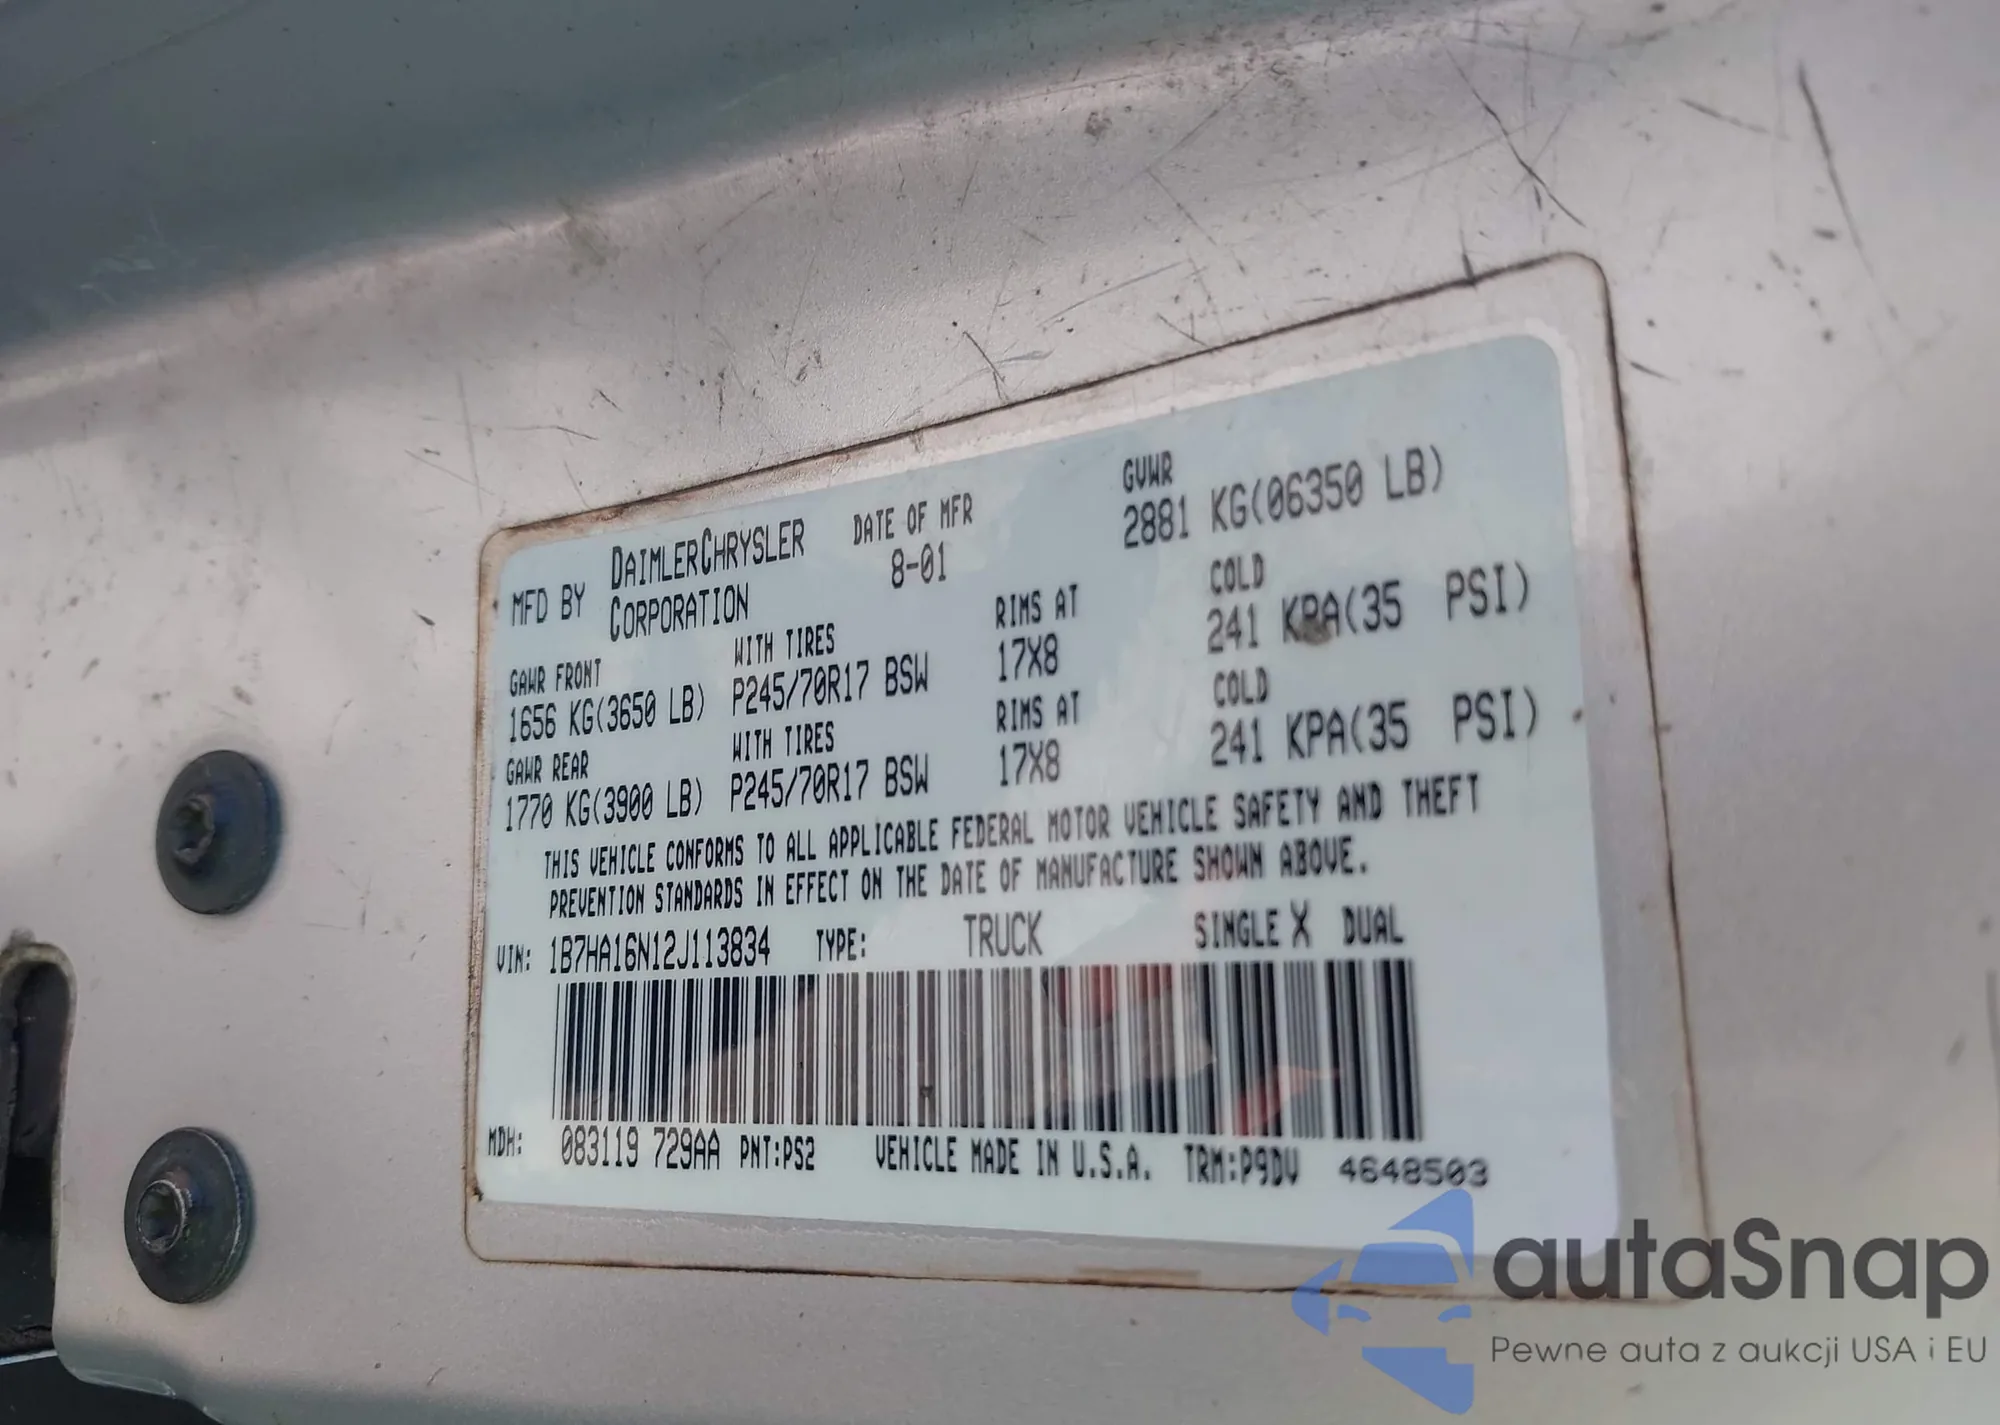 MFD BY DAIMLERCHRYSLER CORPORATION
DATE OF MFR
8-01
GVWR
2881 KG(06350 LB)
GAWR FRONT
1656 KG(3650 LB)
WITH TIRES
P245/70R17 BSW
RIMS AT
17X8
COLD
241 KPA(35 PSI)
GAWR REAR
1770 KG(3900 LB)
WITH TIRES
P245/70R17 BSW
RIMS AT
17X8
COLD
241 KPA(35 PSI)
THIS VEHICLE CONFORMS TO ALL APPLICABLE FEDERAL MOTOR VEHICLE SAFETY AND THEFT
PREVENTION STANDARDS IN EFFECT ON THE DATE OF MANUFACTURE SHOWN ABOVE.
VIN: 1B7HA16N12J113834 TYPE: TRUCK SINGLE X DUAL
MDH: 083119 729AA PNT:PS2 VEHICLE MADE IN U.S.A. TRM:P9DV 4648503
autaSnap
Pewne auta z aukcji USA i EU